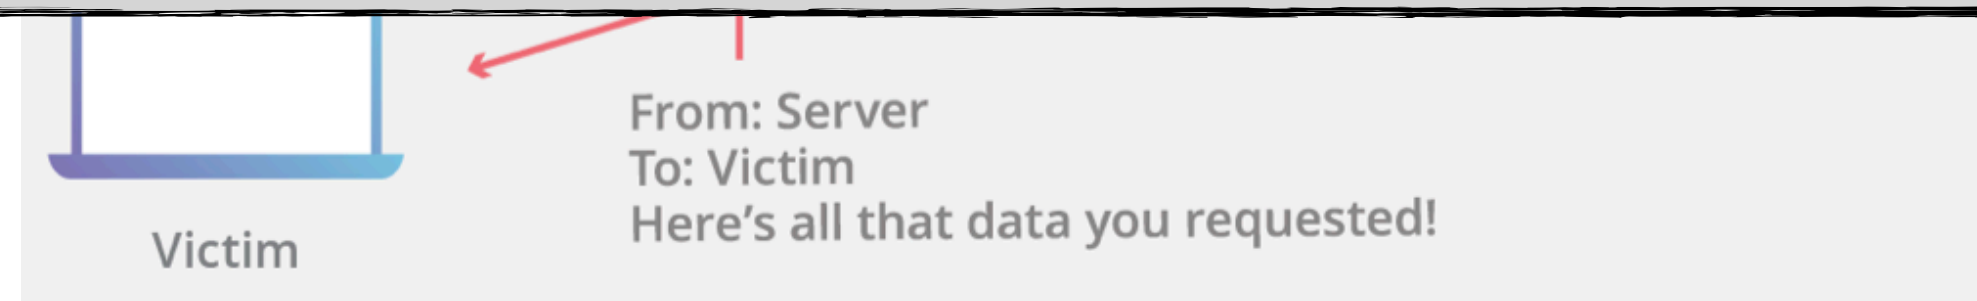 From: Server
To: Victim
Here’s all that data you requested!
Victim